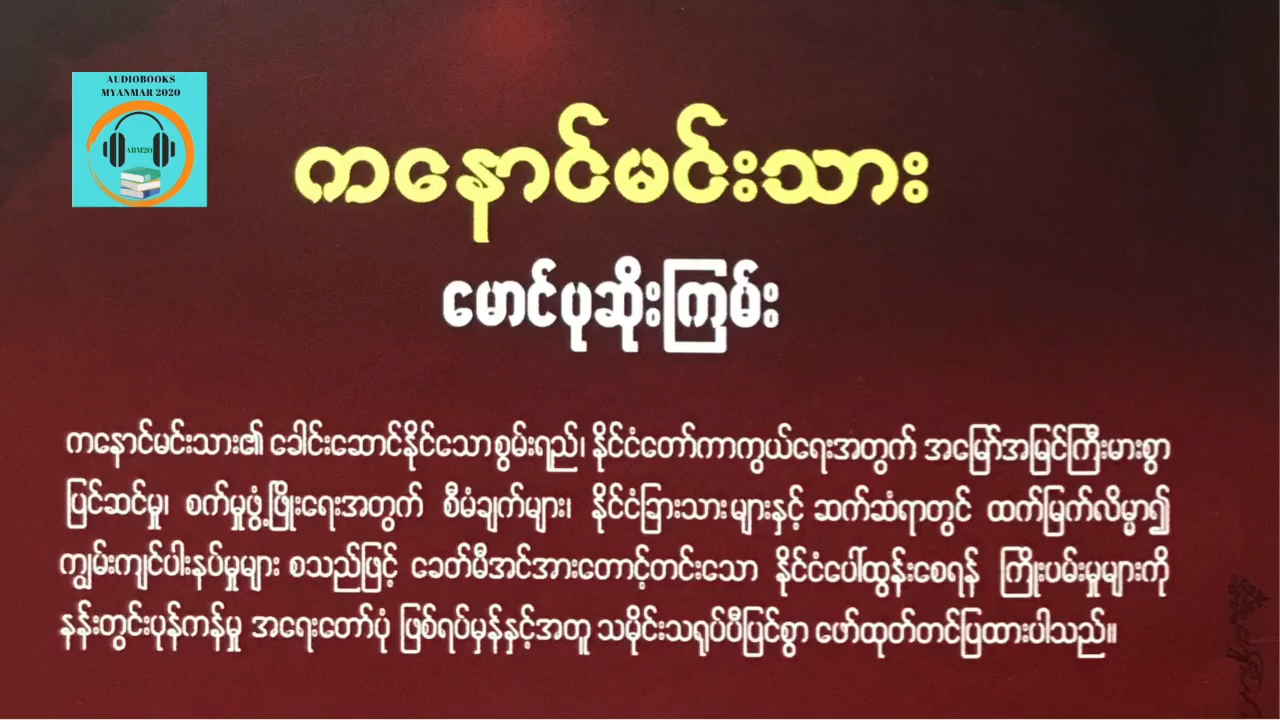 AUDIOBOOKS
MYANMAR 2020
ABM20
ကနောင်မင်းသား
မောင်ပုဆိုးကြမ်း
ကနောင်မင်းသား၏ ခေါင်းဆောင်နိုင်သောစွမ်းရည်၊ နိုင်ငံတော်ကာကွယ်ရေးအတွက် အမြော်အမြင်ကြီးမားစွာ
ပြင်ဆင်မှု၊ စက်မှုဖွံ့ဖြိုးရေးအတွက် စီမံချက်များ၊ နိုင်ငံခြားသားများနှင့် ဆက်ဆံရာတွင် ထက်မြက်လိမ္မာ၍
ကျွမ်းကျင်ပါးနပ်မှုများ စသည်ဖြင့် ခေတ်မီအင်အားတောင့်တင်းသော နိုင်ငံပေါ်ထွန်းစေရန် ကြိုးပမ်းမှုများကို
နန်းတွင်းပုန်ကန်မှု အရေးတော်ပုံ ဖြစ်ရပ်မှန်နှင့်အတူ သမိုင်းသရုပ်ပီပြင်စွာ ဖော်ထုတ်တင်ပြထားပါသည်။